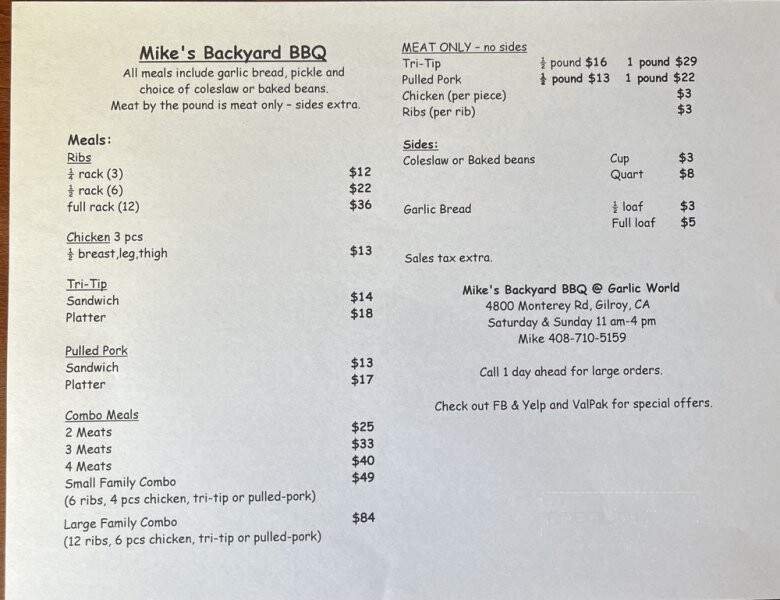 Mike's Backyard BBQ
All meals include garlic bread, pickle and
choice of coleslaw or baked beans.
Meat by the pound is meat only – sides extra.
Meals:
Ribs
¼ rack (3) $12
½ rack (6) $22
full rack (12) $36
Chicken 3 pcs
½ breast,leg,thigh $13
Tri-Tip
Sandwich $14
Platter $18
Pulled Pork
Sandwich $13
Platter $17
Combo Meals
2 Meats $25
3 Meats $33
4 Meats $40
Small Family Combo $49
(6 ribs, 4 pcs chicken, tri-tip or pulled-pork)
Large Family Combo $84
(12 ribs, 6 pcs chicken, tri-tip or pulled-pork)
MEAT ONLY – no sides
Tri-Tip ½ pound $16 1 pound $29
Pulled Pork ½ pound $13 1 pound $22
Chicken (per piece) $3
Ribs (per rib) $3
Sides:
Coleslaw or Baked beans Cup $3
Quart $8
Garlic Bread ½ loaf $3
Full loaf $5
Sales tax extra.
Mike's Backyard BBQ @ Garlic World
4800 Monterey Rd, Gilroy, CA
Saturday & Sunday 11 am-4 pm
Mike 408-710-5159
Call 1 day ahead for large orders.
Check out FB & Yelp and ValPak for special offers.